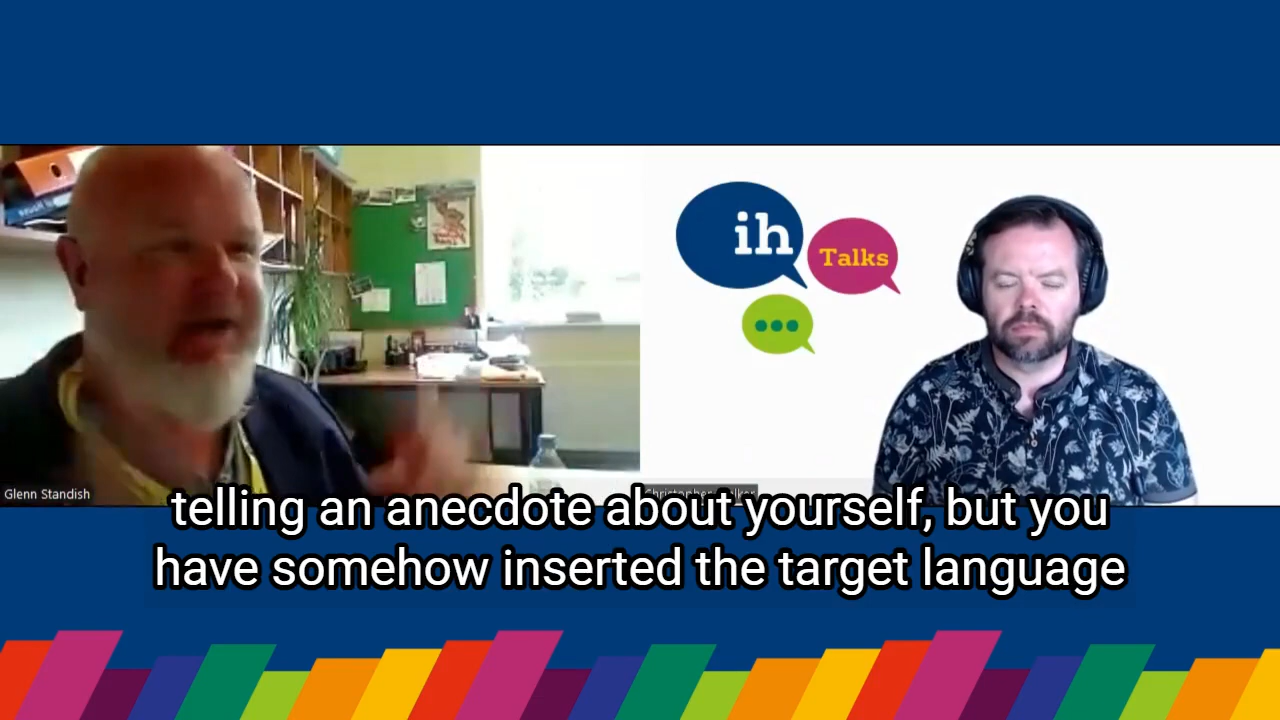 ih
Talks
Glenn Standish
telling an anecdote about yourself, but you
have somehow inserted the target language